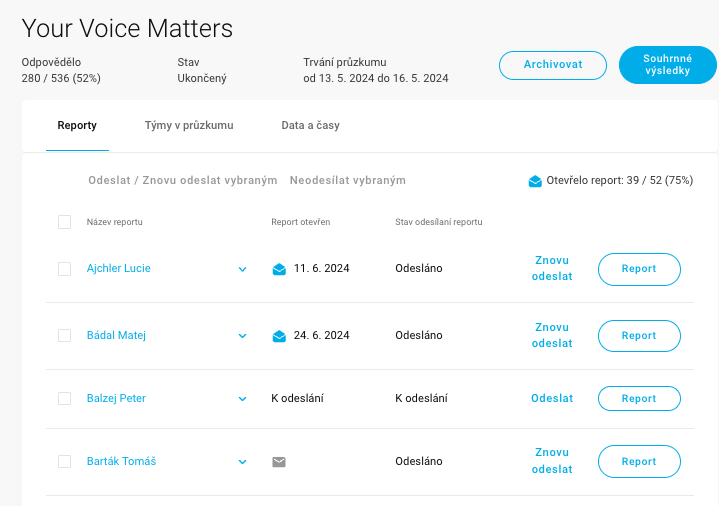 Your Voice Matters
Odpovědělo
280 / 536 (52%)
Stav
Ukončený
Trvání průzkumu
od 13. 5. 2024 do 16. 5. 2024
Archivovat
Souhrnné
výsledky
Reporty
Týmy v průzkumu
Data a časy
Odeslat / Znovu odeslat vybraným
Neodesílat vybraným
Otevřelo report: 39 / 52 (75%)
Název reportu
Report otevřen
Stav odesílaní reportu
Ajchler Lucie
11. 6. 2024
Odesláno
Znovu
odeslat
Report
Bádal Matej
24. 6. 2024
Odesláno
Znovu
odeslat
Report
Balzej Peter
K odeslání
K odeslání
Odeslat
Report
Barták Tomáš
Odesláno
Znovu
odeslat
Report